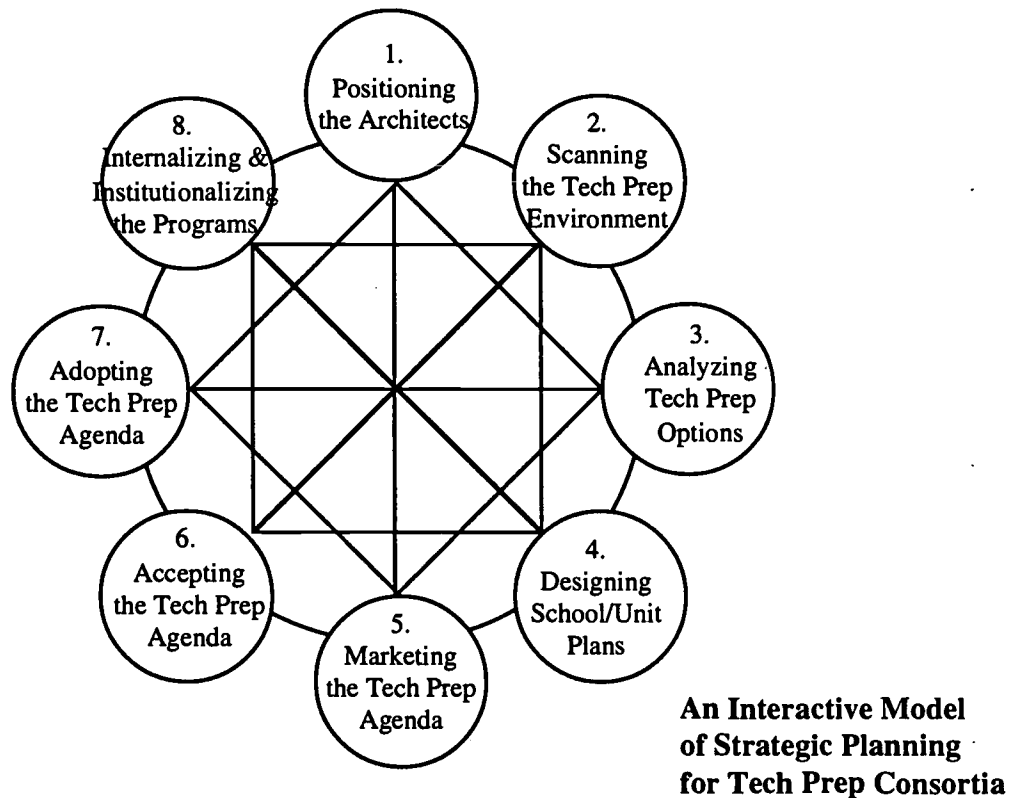 1.
Positioning
the Architects
2.
Scanning
the Tech Prep
Environment
3.
Analyzing
Tech Prep
Options
4.
Designing
School/Unit
Plans
5.
Marketing
the Tech Prep
Agenda
6.
Accepting
the Tech Prep
Agenda
7.
Adopting
the Tech Prep
Agenda
8.
Internalizing &
Institutionalizing
the Programs
An Interactive Model
of Strategic Planning
for Tech Prep Consortia